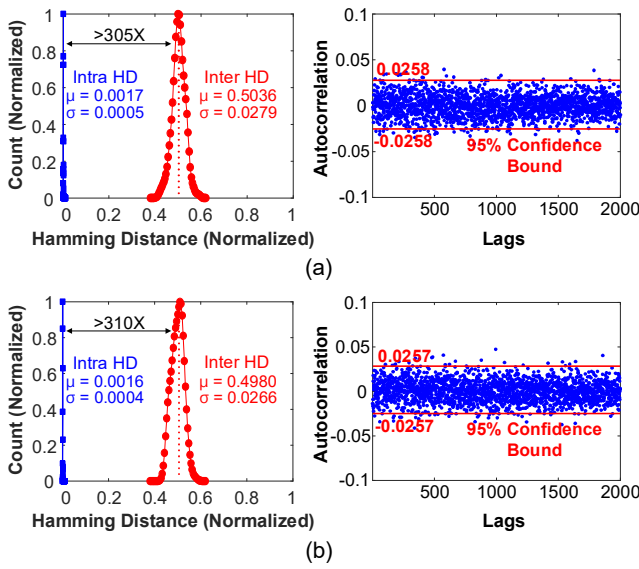 1
0.8
0.6
0.4
0.2
0
Count (Normalized)
>305X
Intra HD
μ = 0.0017
σ = 0.0005
Inter HD
μ = 0.5036
σ = 0.0279
0 0.2 0.4 0.6 0.8 1
Hamming Distance (Normalized)
0.1
0.05
0
-0.05
-0.1
Autocorrelation
0.0258
-0.0258
95% Confidence
Bound
500 1000 1500 2000
Lags
(a)
1
0.8
0.6
0.4
0.2
0
Count (Normalized)
>310X
Intra HD
μ = 0.0016
σ = 0.0004
Inter HD
μ = 0.4980
σ = 0.0266
0 0.2 0.4 0.6 0.8 1
Hamming Distance (Normalized)
0.1
0.05
0
-0.05
-0.1
Autocorrelation
0.0257
-0.0257
95% Confidence
Bound
500 1000 1500 2000
Lags
(b)